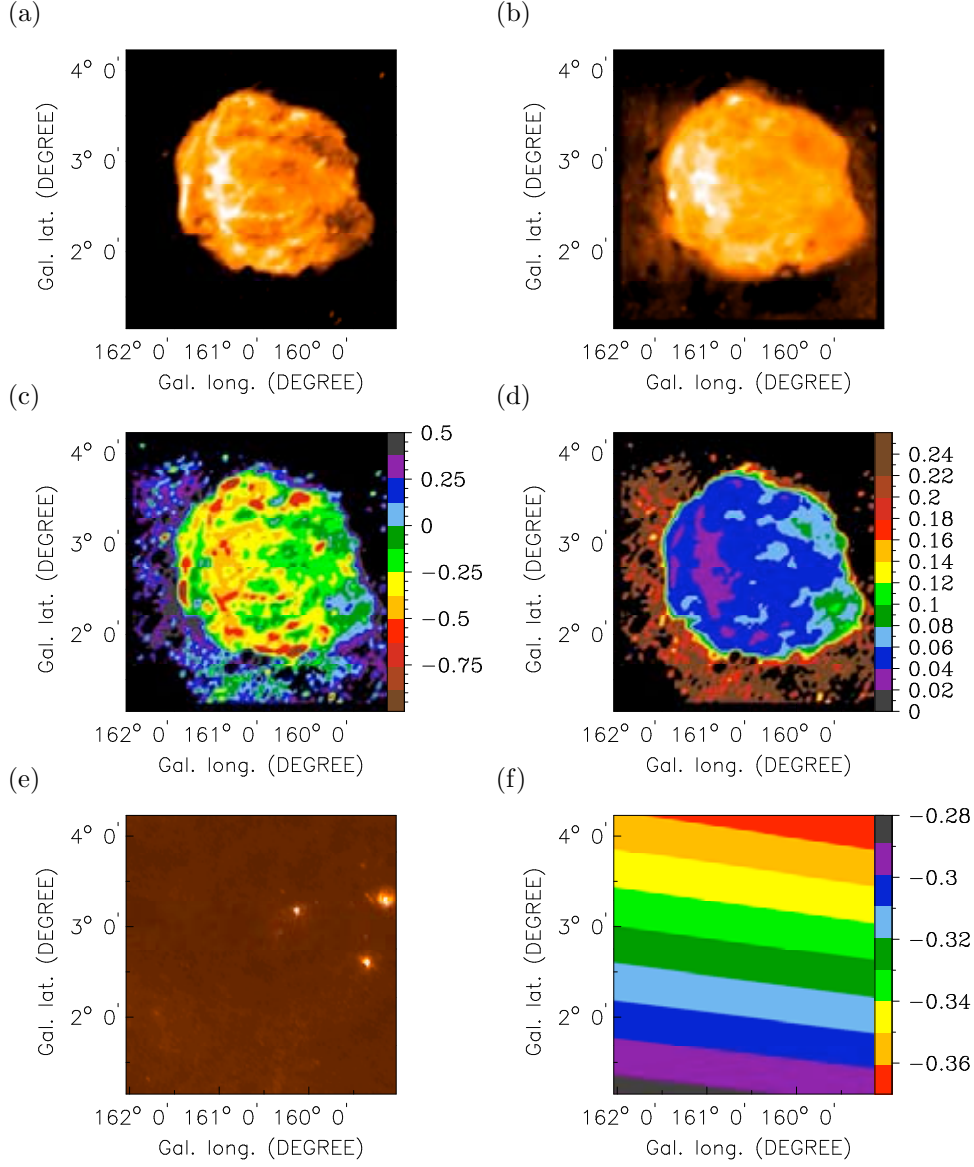 (a)
4° 0'
3° 0'
2° 0'
Gal. lat. (DEGREE)
162° 0' 161° 0' 160° 0'
Gal. long. (DEGREE)
(b)
4° 0'
3° 0'
2° 0'
Gal. lat. (DEGREE)
162° 0' 161° 0' 160° 0'
Gal. long. (DEGREE)
(c)
4° 0'
3° 0'
2° 0'
Gal. lat. (DEGREE)
162° 0' 161° 0' 160° 0'
Gal. long. (DEGREE)
0.5
0.25
0
−0.25
−0.5
−0.75
(d)
4° 0'
3° 0'
2° 0'
Gal. lat. (DEGREE)
162° 0' 161° 0' 160° 0'
Gal. long. (DEGREE)
0.24
0.22
0.2
0.18
0.16
0.14
0.12
0.1
0.08
0.06
0.04
0.02
0
(e)
4° 0'
3° 0'
2° 0'
Gal. lat. (DEGREE)
162° 0' 161° 0' 160° 0'
Gal. long. (DEGREE)
(f)
4° 0'
3° 0'
2° 0'
Gal. lat. (DEGREE)
162° 0' 161° 0' 160° 0'
Gal. long. (DEGREE)
−0.28
−0.3
−0.32
−0.34
−0.36